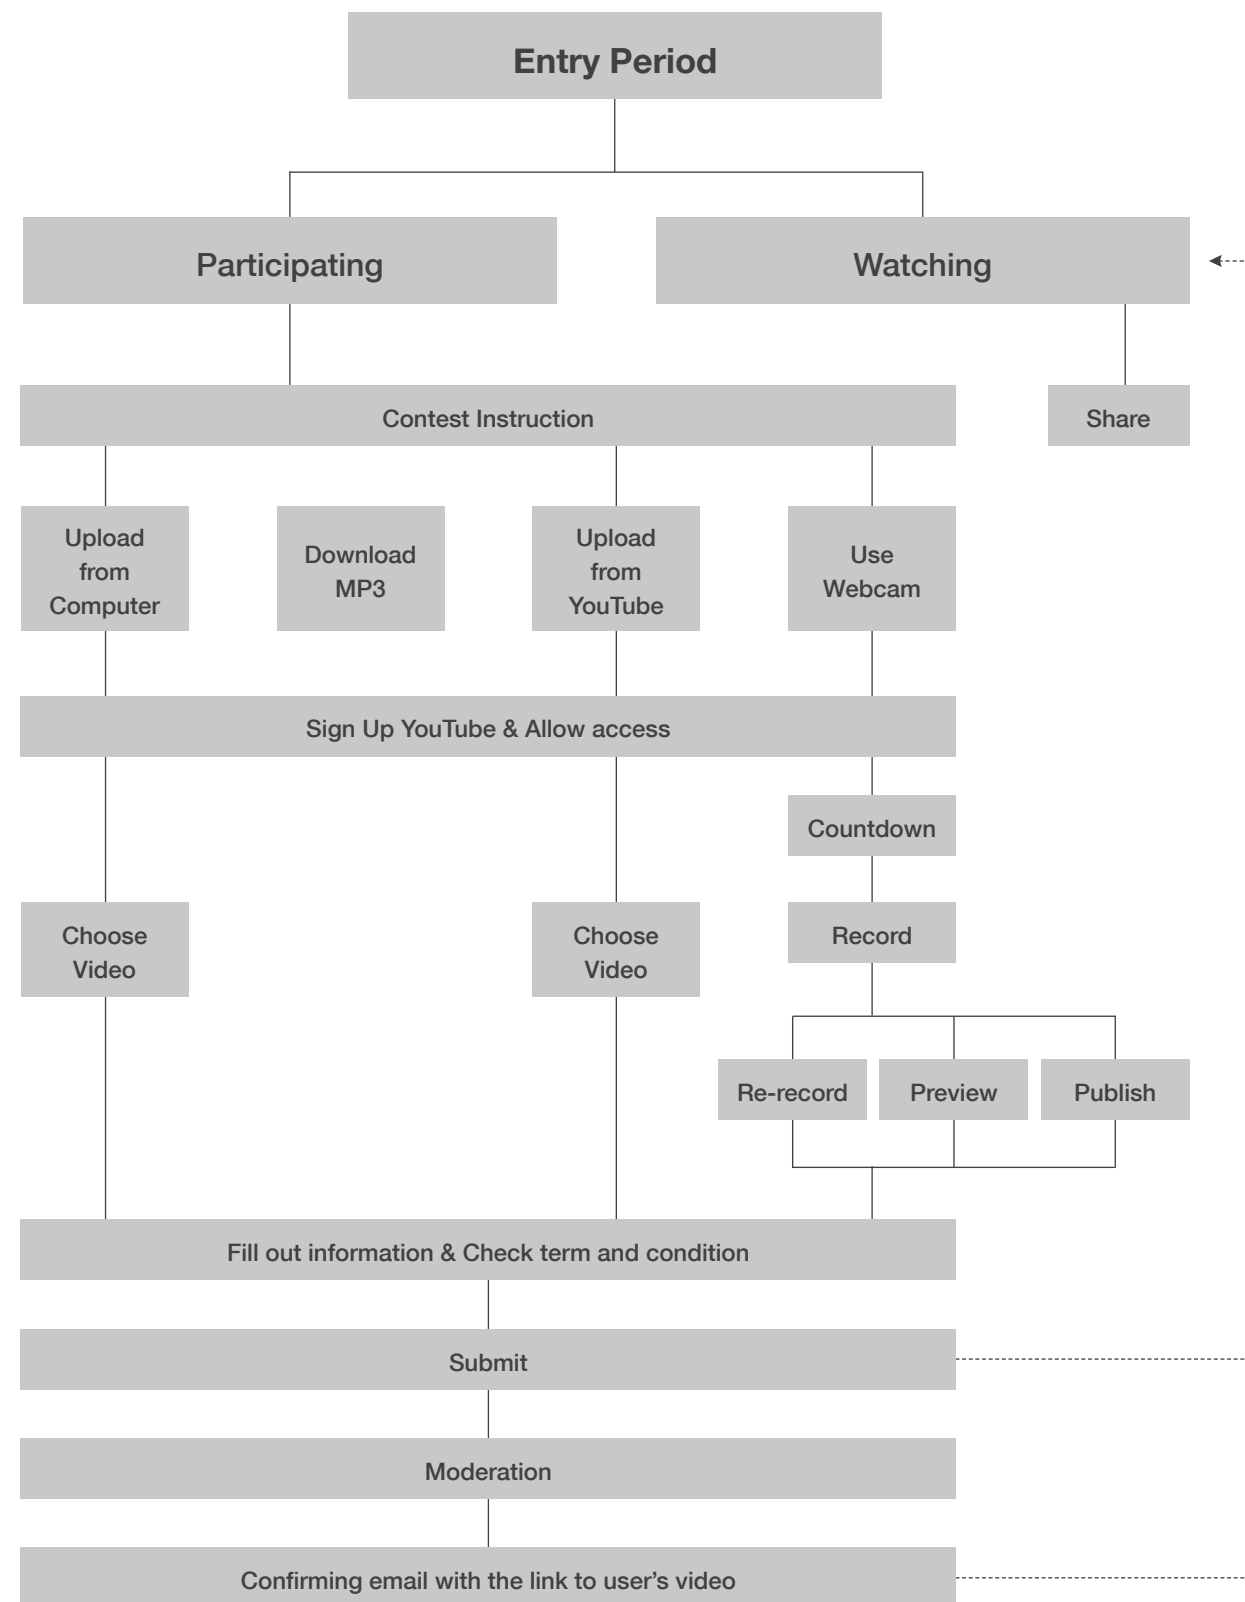 Entry Period
Participating
Watching
Contest Instruction
Share
Upload
from
Computer
Download
MP3
Upload
from
YouTube
Use
Webcam
Sign Up YouTube & Allow access
Countdown
Choose
Video
Choose
Video
Record
Re-record
Preview
Publish
Fill out information & Check term and condition
Submit
Moderation
Confirming email with the link to user’s video